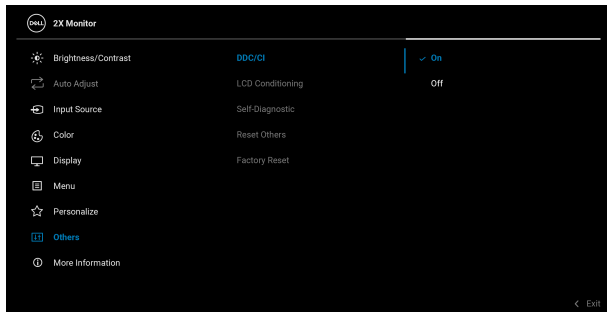 DELL 2X Monitor
Brightness/Contrast DDC/CI On
Auto Adjust LCD Conditioning Off
Input Source Self-Diagnostic
Color Reset Others
Display Factory Reset
Menu
Personalize
Others
More Information
Exit